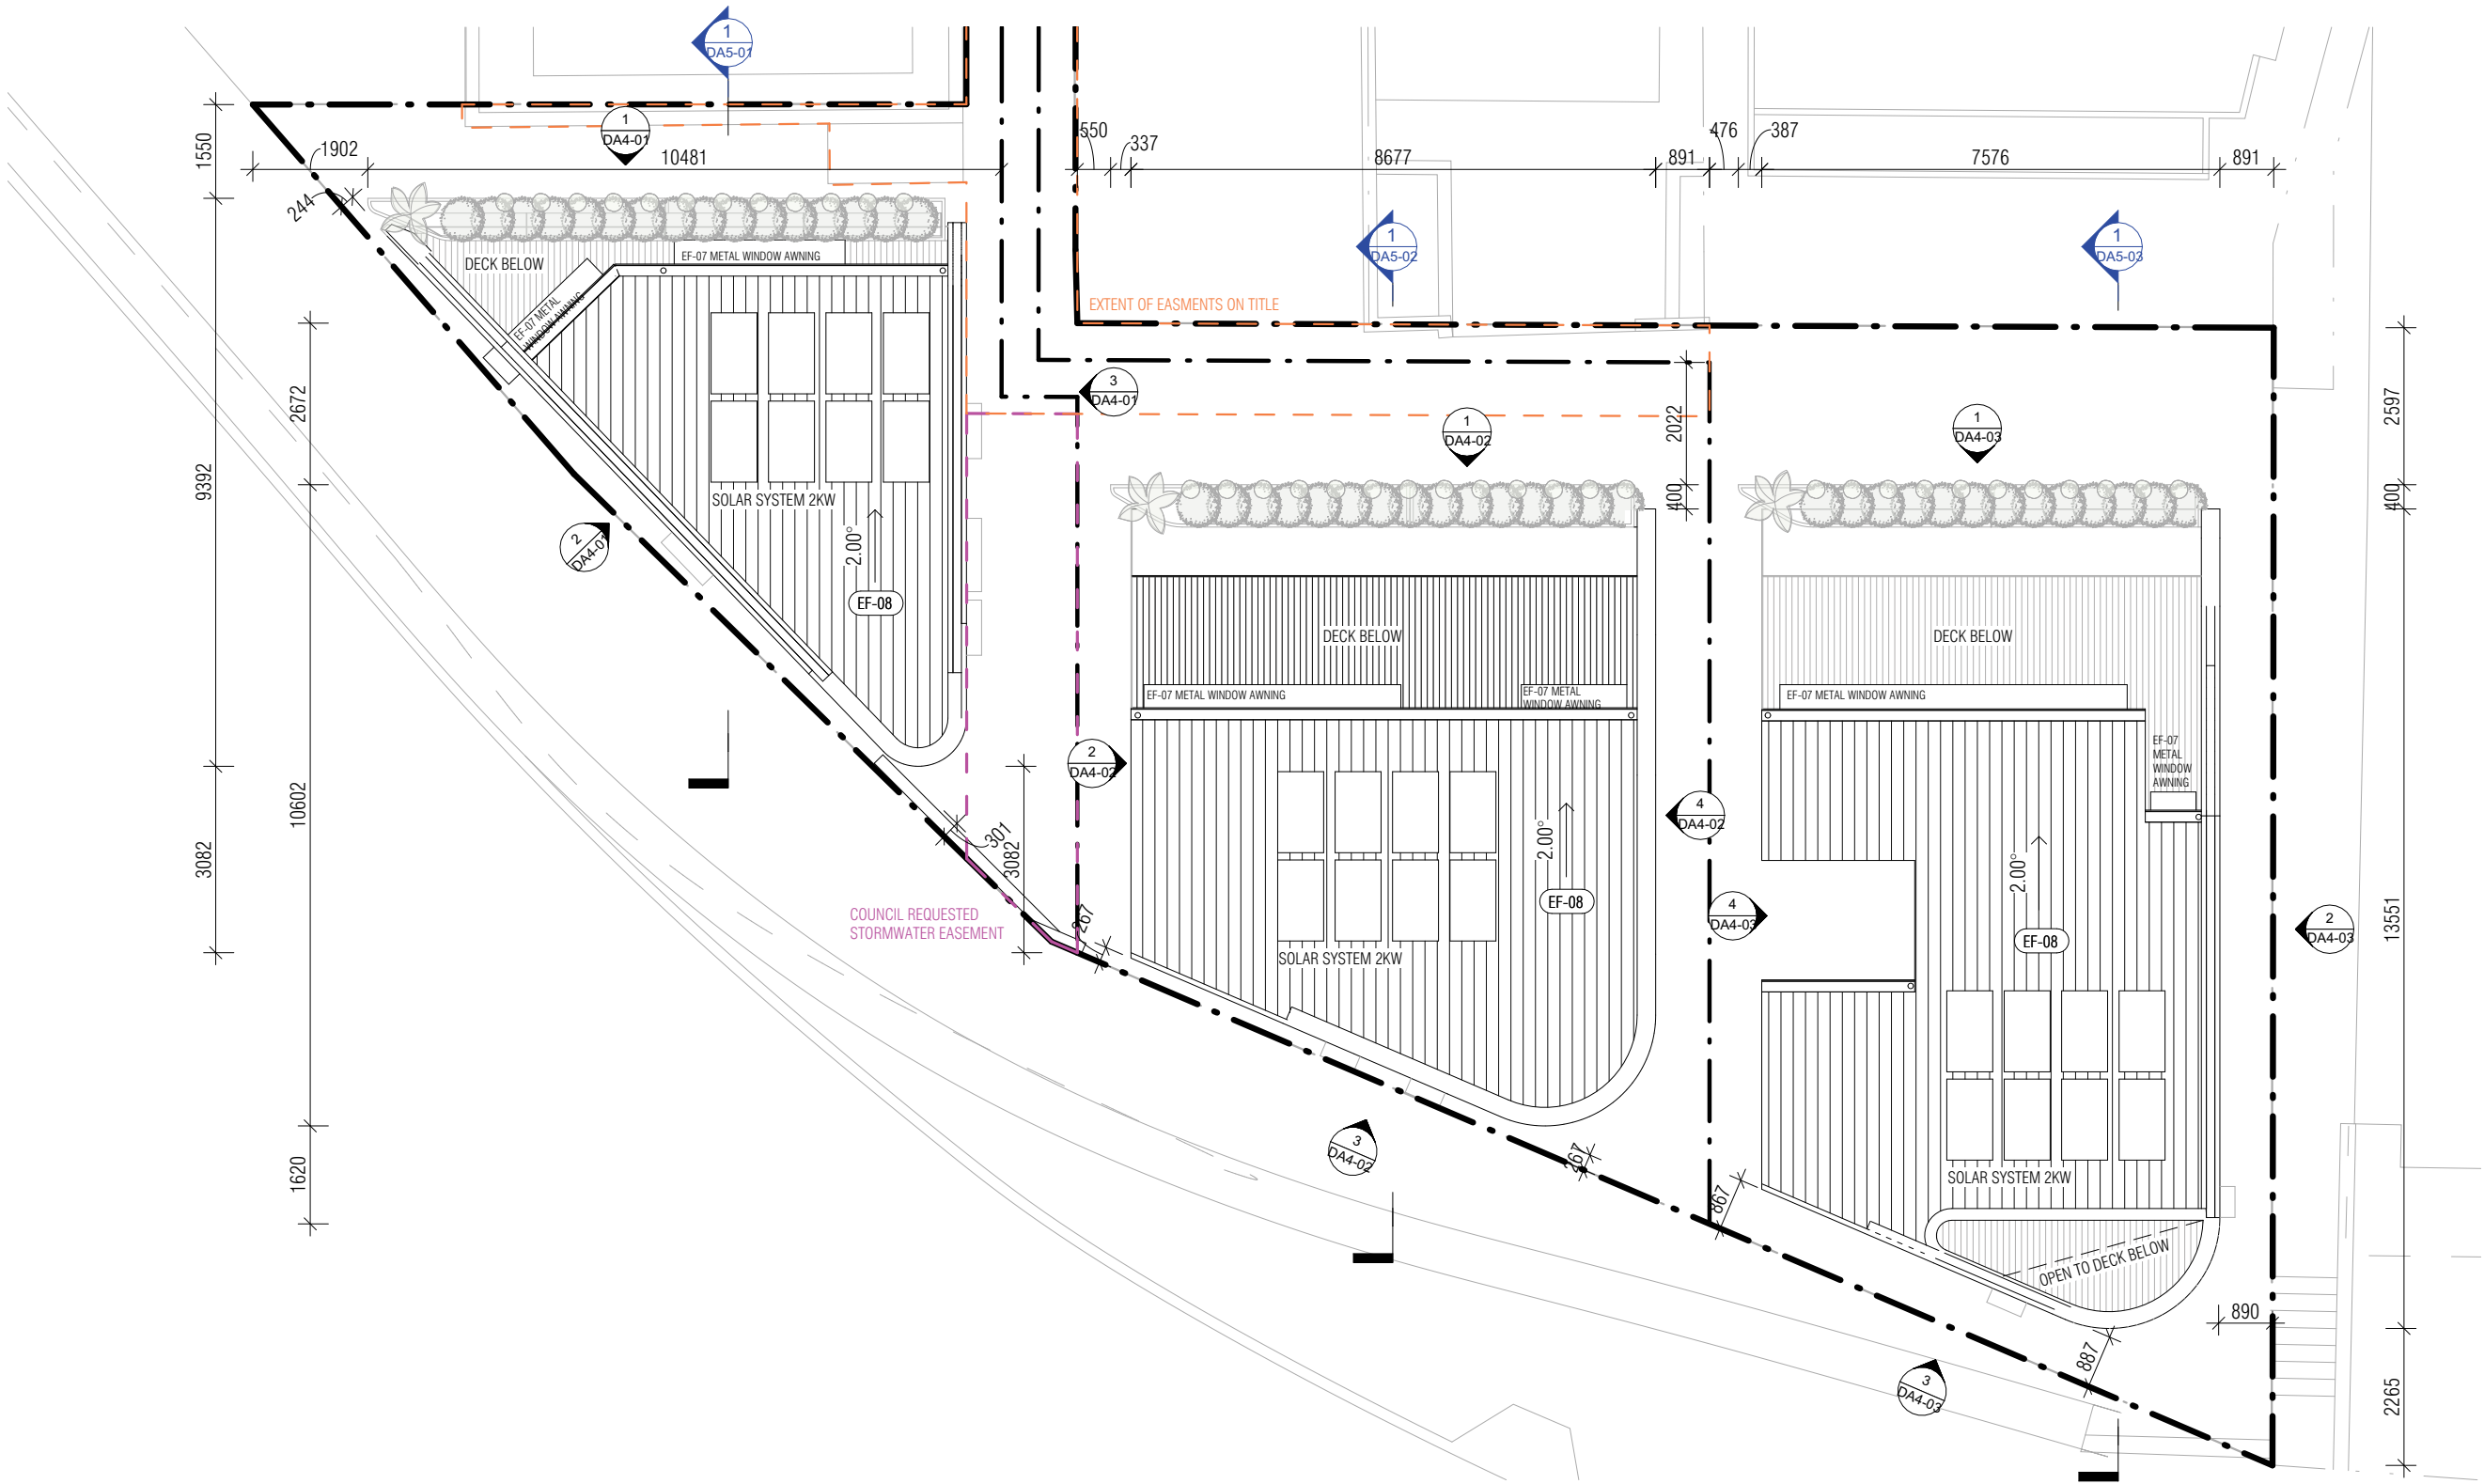 1
DA5-01
1
DA4-01
1550
1902
10481
550
337
8677
891
476
387
7576
891
244
1
DA5-02
1
DA5-03
DECK BELOW
EF-07 METAL WINDOW AWNING
EF-07 METAL
WINDOW AWNING
EXTENT OF EASMENTS ON TITLE
3
DA4-01
1
DA4-02
1
DA4-03
2672
9392
2022
400
2597
400
SOLAR SYSTEM 2KW
2.00°
EF-08
2
DA4-01
DECK BELOW
DECK BELOW
EF-07 METAL WINDOW AWNING
EF-07 METAL
WINDOW AWNING
EF-07 METAL WINDOW AWNING
EF-07
METAL
WINDOW
AWNING
2
DA4-02
4
DA4-02
10602
3082
301
3082
267
2.00°
EF-08
2.00°
EF-08
4
DA4-03
2
DA4-03
13551
COUNCIL REQUESTED
STORMWATER EASEMENT
SOLAR SYSTEM 2KW
3
DA4-02
267
867
1620
SOLAR SYSTEM 2KW
OPEN TO DECK BELOW
890
887
3
DA4-03
2265